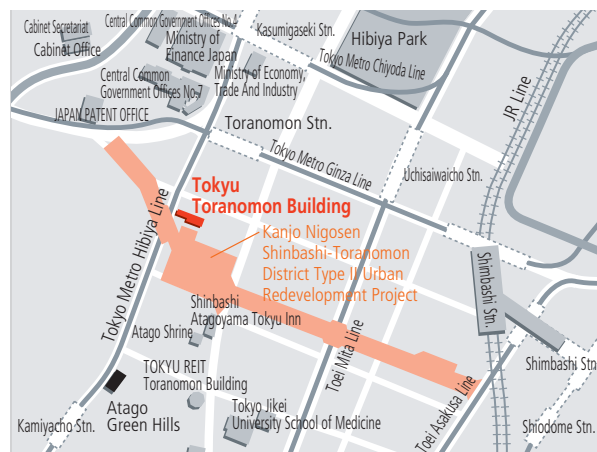 Central Common Government Offices No.4
Kasumigaseki Stn.
Cabinet Secretariat
Cabinet Office
Ministry of
Finance Japan
Hibiya Park
Tokyo Metro Chiyoda Line
Central Common
Government Offices No.7
Ministry of Economy,
Trade And Industry
JR Line
JAPAN PATENT OFFICE
Toranomon Stn.
Tokyo Metro Ginza Line
Uchisaiwaicho Stn.
Tokyu
Toranomon Building
Tokyo Metro Hibiya Line
Kanjo Nigosen
Shinbashi-Toranomon
District Type II Urban
Redevelopment Project
Shimbashi Stn.
Shinbashi
Atagoyama Tokyu Inn
Atago Shrine
Toei Mita Line
TOKYU REIT
Toranomon Building
Shimbashi Stn.
Toei Asakusa Line
Atago
Green Hills
Tokyo Jikei
University School of Medicine
Kamiyacho Stn.
Shiodome Stn.